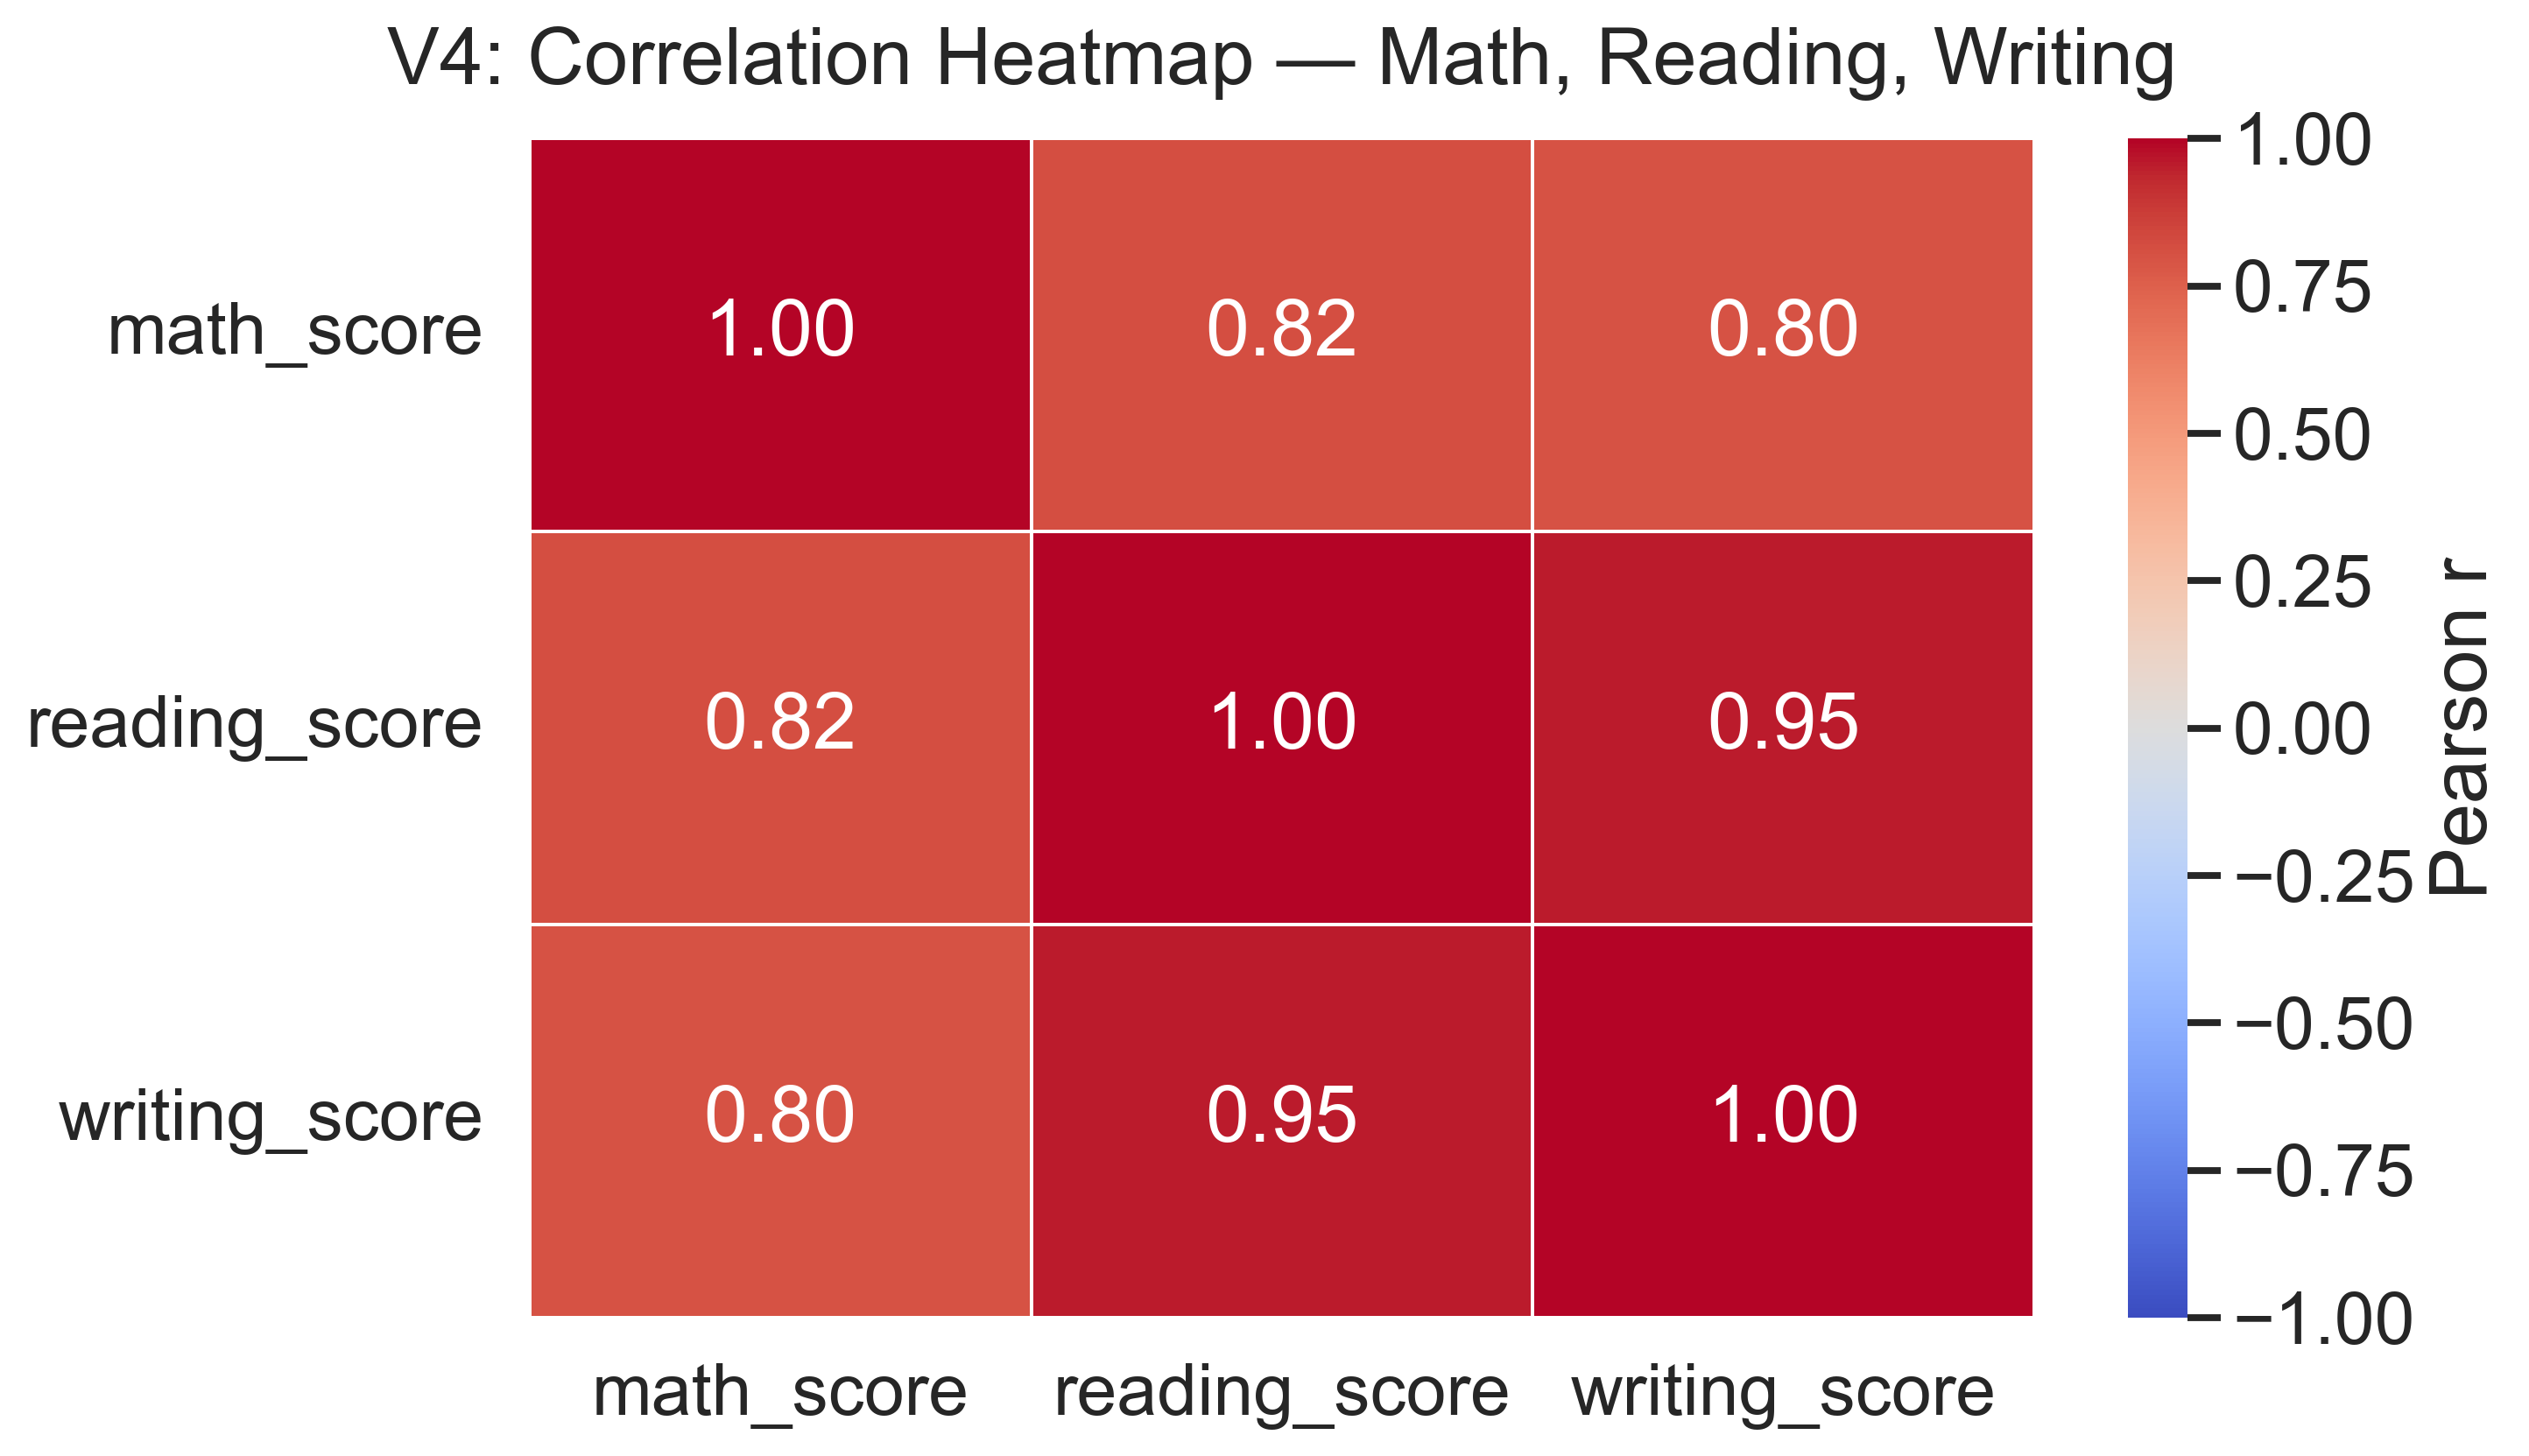 V4: Correlation Heatmap — Math, Reading, Writing
math_score 1.00 0.82 0.80
reading_score 0.82 1.00 0.95
writing_score 0.80 0.95 1.00
math_score reading_score writing_score
1.00
0.75
0.50
0.25
0.00
−0.25
−0.50
−0.75
−1.00
Pearson r